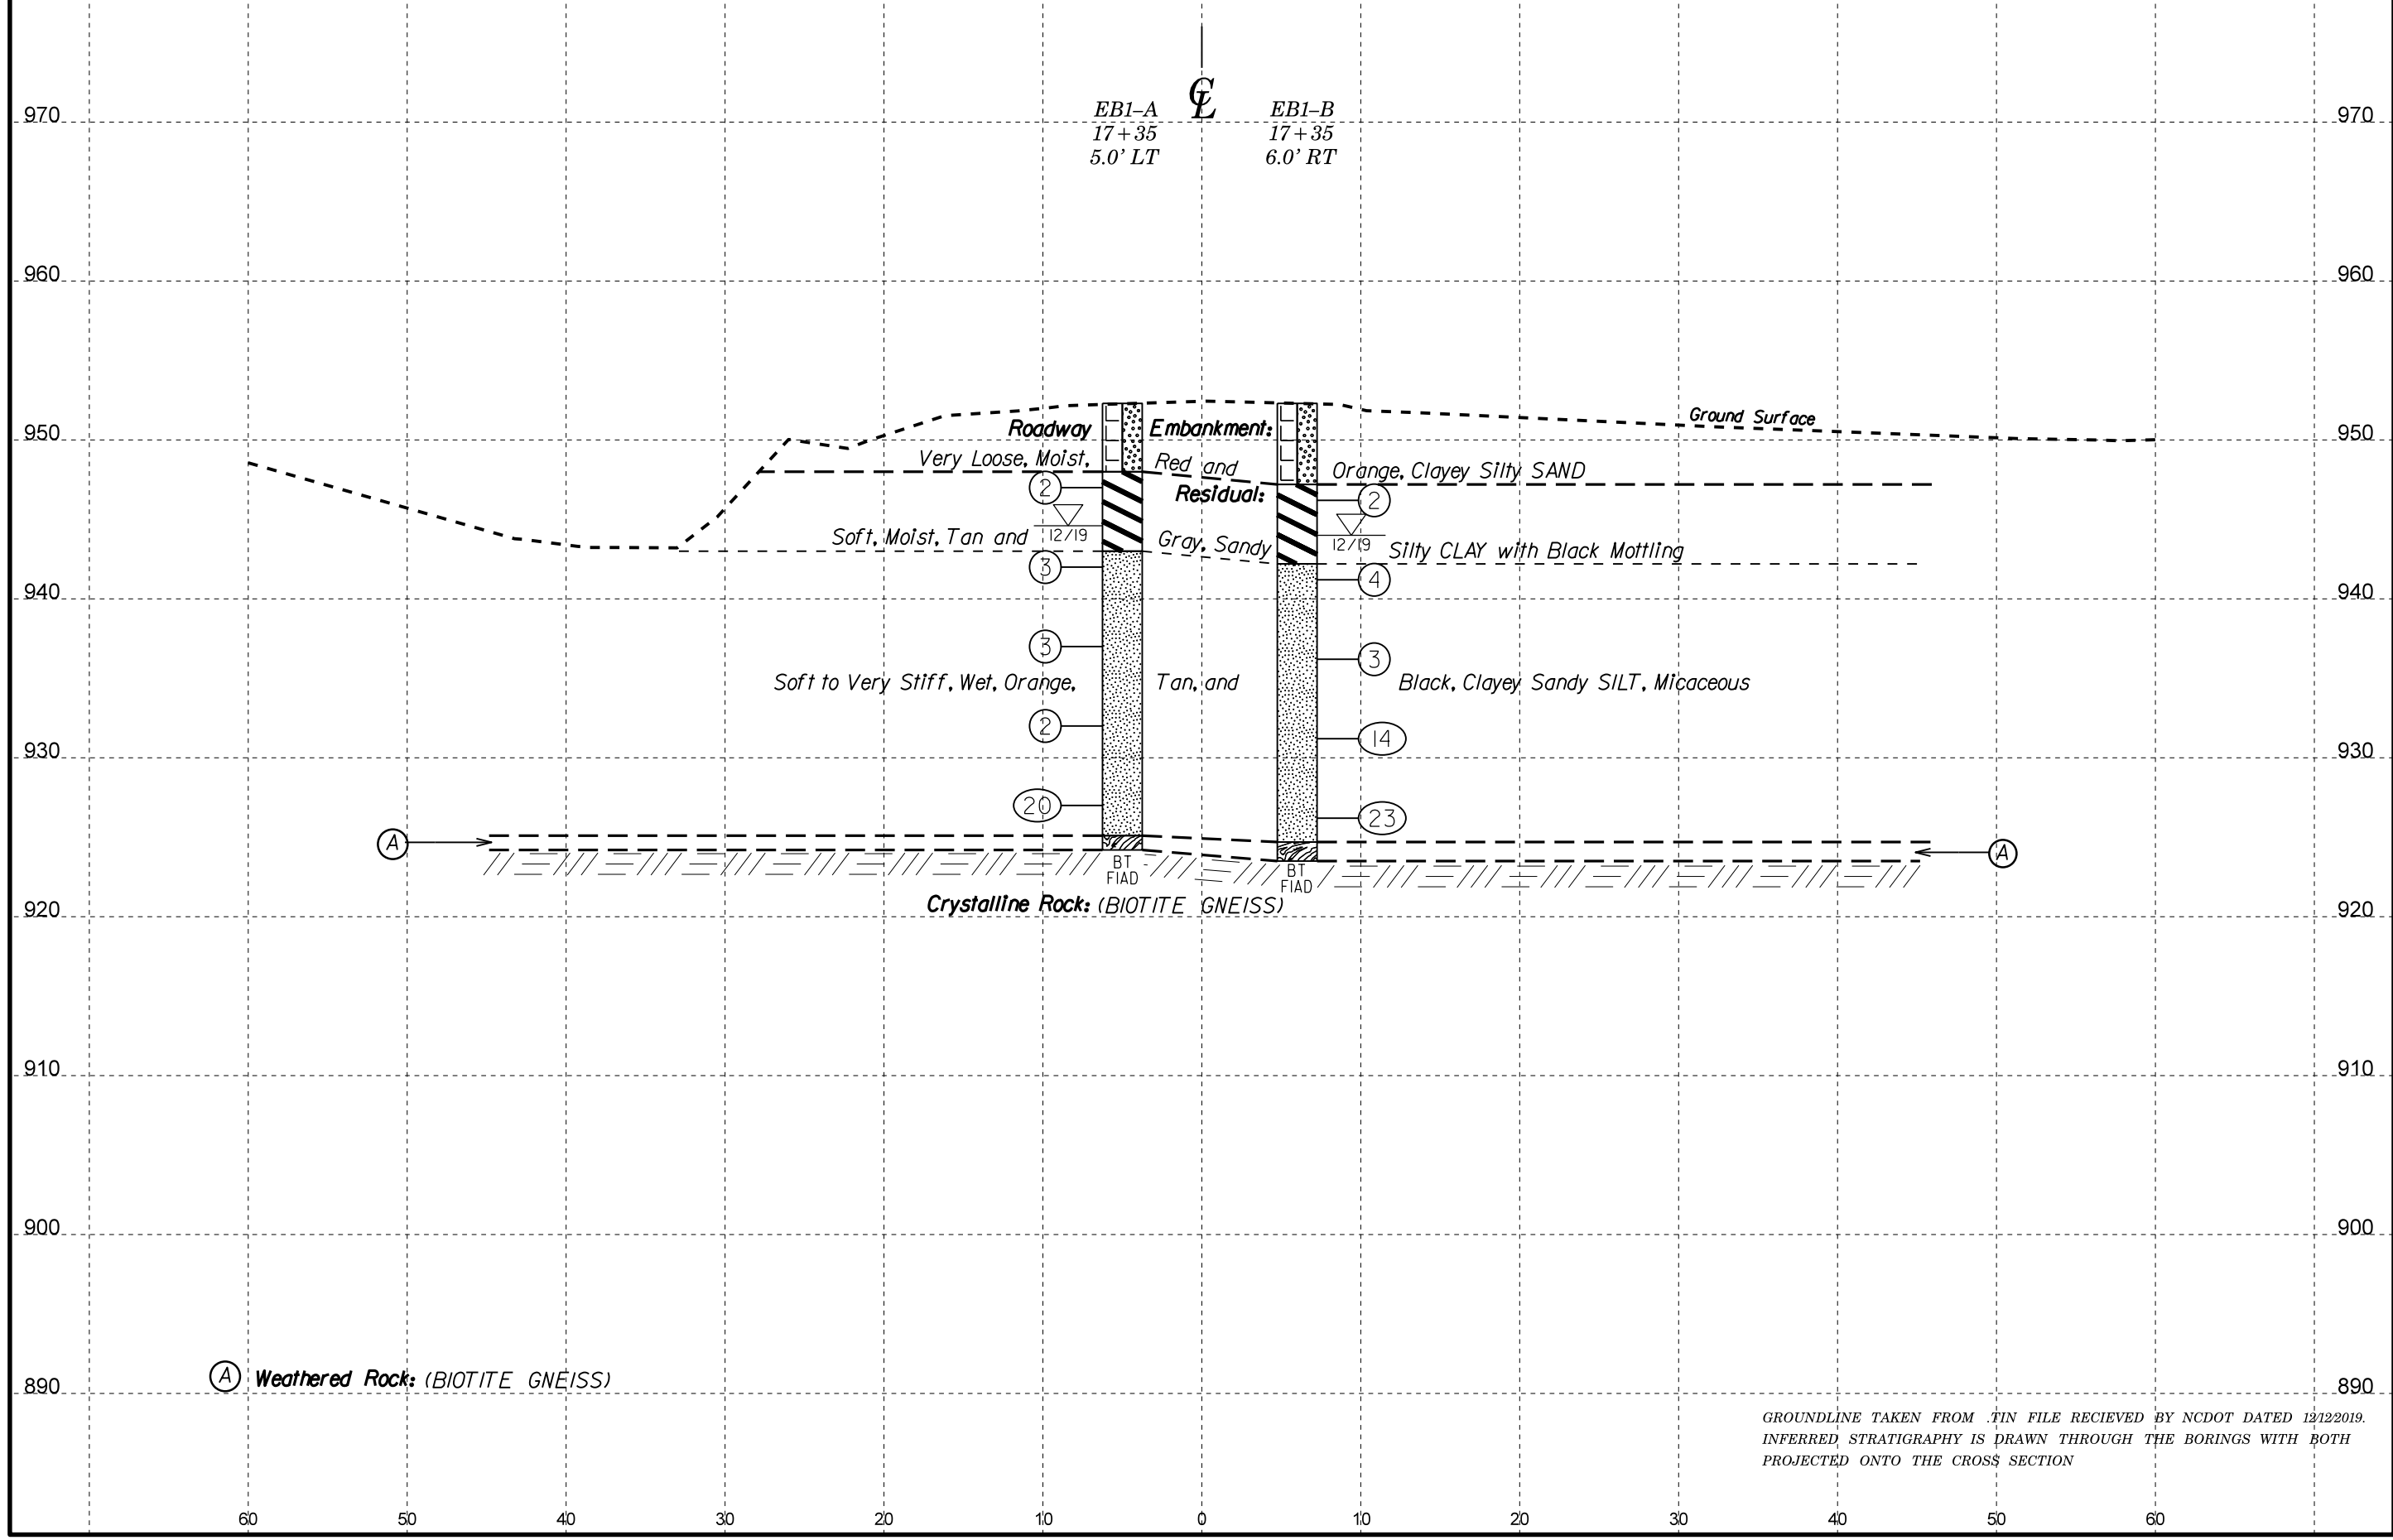 ℄
EB1–A
17+35
5.0’ LT
EB1–B
17+35
6.0’ RT
970 970
960 960
Ground Surface
Roadway Embankment:
950 950
Very Loose, Moist, Red and Orange, Clayey Silty SAND
2 Residual: 2
12/19 12/19
Soft, Moist, Tan and Gray, Sandy Silty CLAY with Black Mottling
3 4
940 940
3 3
Soft to Very Stiff, Wet, Orange, Tan, and Black, Clayey Sandy SILT, Micaceous
2 14
930 930
20 23
A A
BT
FIAD
BT
FIAD
Crystalline Rock: (BIOTITE GNEISS)
920 920
910 910
900 900
A Weathered Rock: (BIOTITE GNEISS)
890 890
GROUNDLINE TAKEN FROM .TIN FILE RECIEVED BY NCDOT DATED 12/12/2019.
INFERRED STRATIGRAPHY IS DRAWN THROUGH THE BORINGS WITH BOTH
PROJECTED ONTO THE CROSS SECTION
60 50 40 30 20 10 0 10 20 30 40 50 60